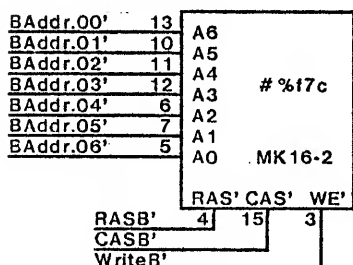 BAddr.00' 13 A6
BAddr.01' 10 A5
BAddr.02' 11 A4
BAddr.03' 12 A3 # %f7c
BAddr.04' 6 A2
BAddr.05' 7 A1
BAddr.06' 5 A0 MK16-2
RAS' CAS' WE'
RASB' 4 15 3
CASB'
WriteB'